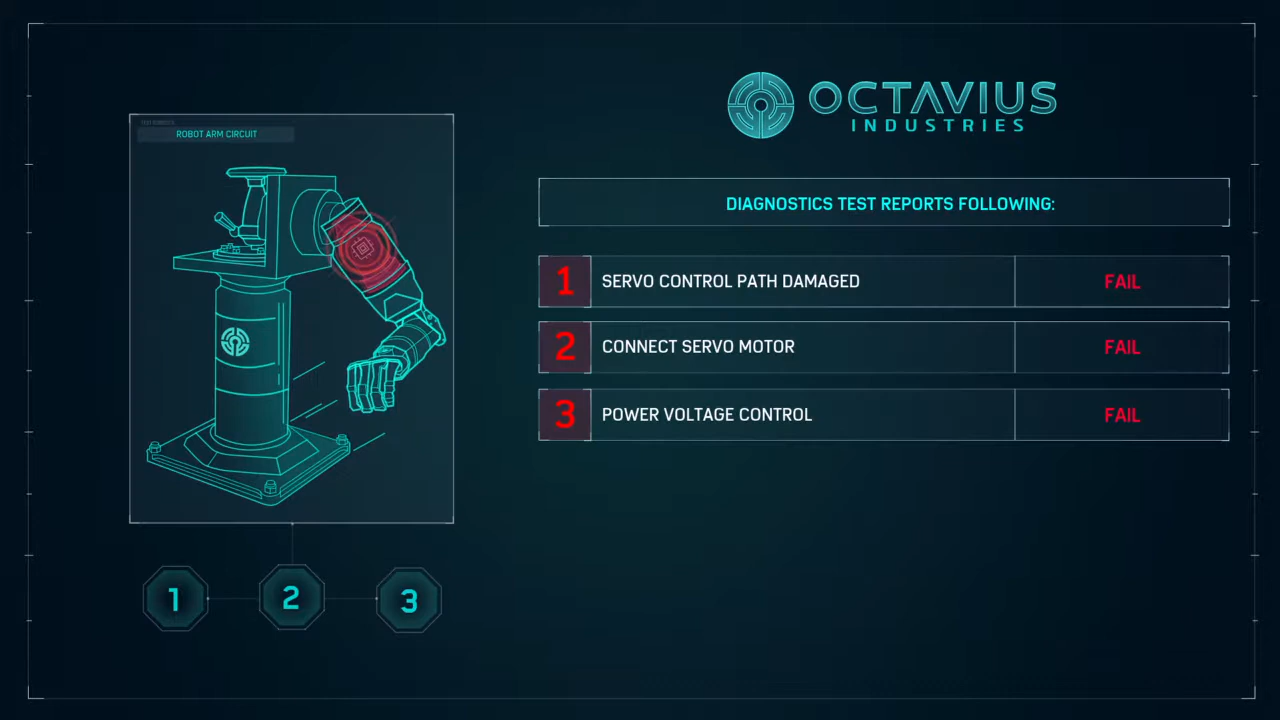 OCTAVIUS
INDUSTRIES
ROBOT ARM CIRCUIT
DIAGNOSTICS TEST REPORTS FOLLOWING:
1 SERVO CONTROL PATH DAMAGED FAIL
2 CONNECT SERVO MOTOR FAIL
3 POWER VOLTAGE CONTROL FAIL
1 2 3